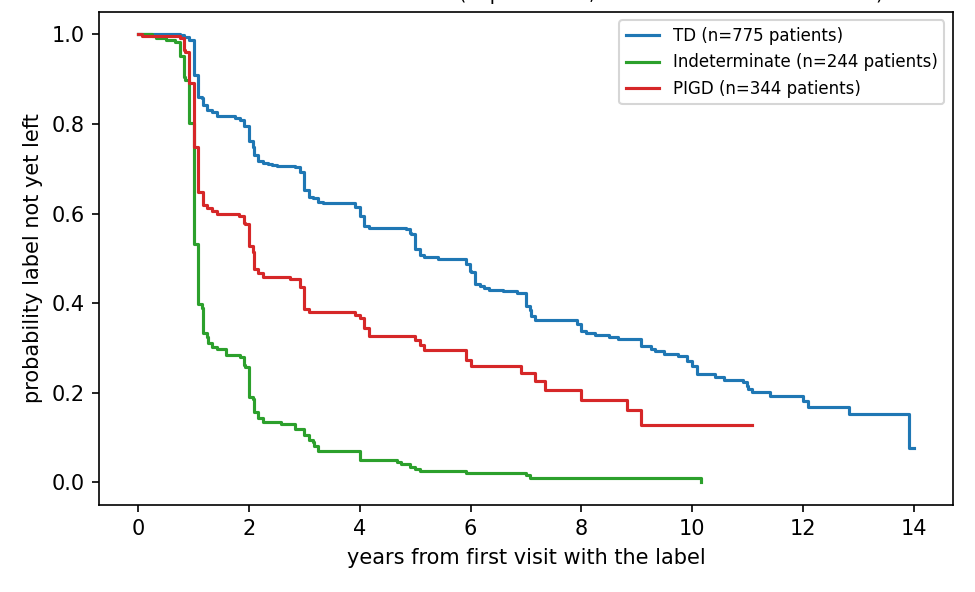 TD (n=775 patients)
Indeterminate (n=244 patients)
PIGD (n=344 patients)
probability label not yet left
1.0
0.8
0.6
0.4
0.2
0.0
0 2 4 6 8 10 12 14
years from first visit with the label